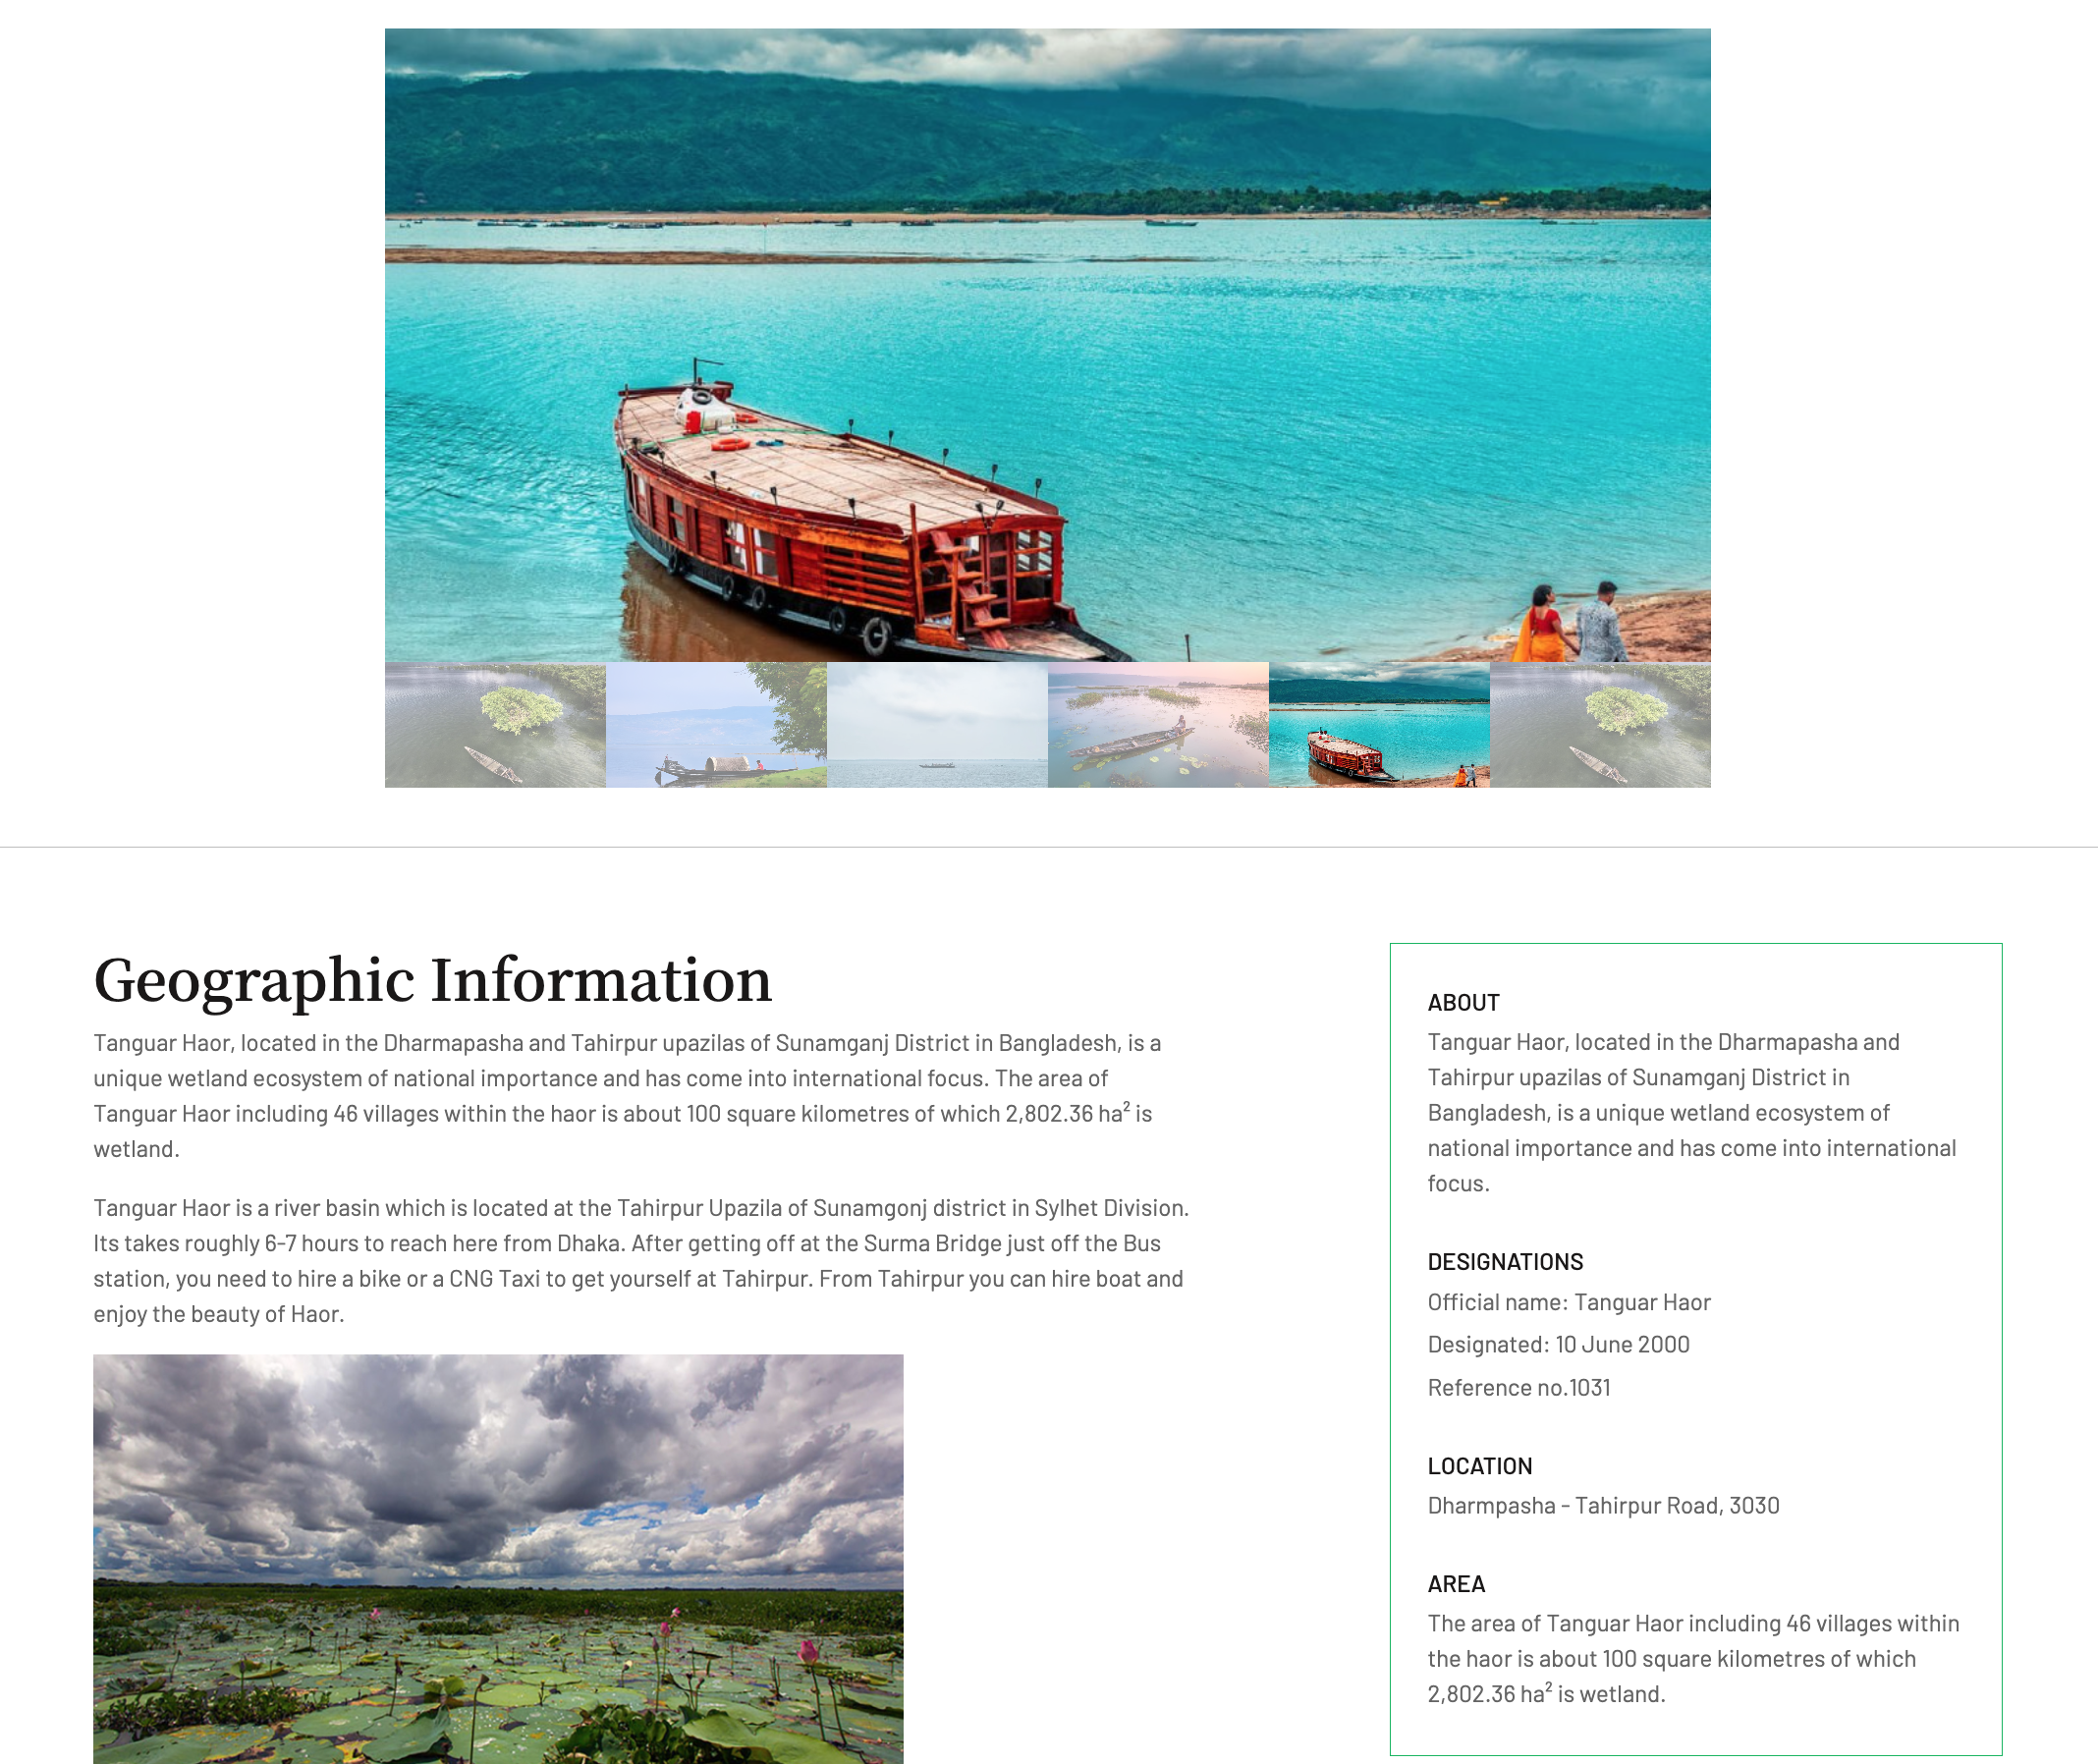 Geographic Information
Tanguar Haor, located in the Dharmapasha and Tahirpur upazilas of Sunamganj District in Bangladesh, is a
unique wetland ecosystem of national importance and has come into international focus. The area of
Tanguar Haor including 46 villages within the haor is about 100 square kilometres of which 2,802.36 ha² is
wetland.
Tanguar Haor is a river basin which is located at the Tahirpur Upazila of Sunamgonj district in Sylhet Division.
Its takes roughly 6-7 hours to reach here from Dhaka. After getting off at the Surma Bridge just off the Bus
station, you need to hire a bike or a CNG Taxi to get yourself at Tahirpur. From Tahirpur you can hire boat and
enjoy the beauty of Haor.
ABOUT
Tanguar Haor, located in the Dharmapasha and
Tahirpur upazilas of Sunamganj District in
Bangladesh, is a unique wetland ecosystem of
national importance and has come into international
focus.
DESIGNATIONS
Official name: Tanguar Haor
Designated: 10 June 2000
Reference no.1031
LOCATION
Dharmpasha - Tahirpur Road, 3030
AREA
The area of Tanguar Haor including 46 villages within
the haor is about 100 square kilometres of which
2,802.36 ha² is wetland.